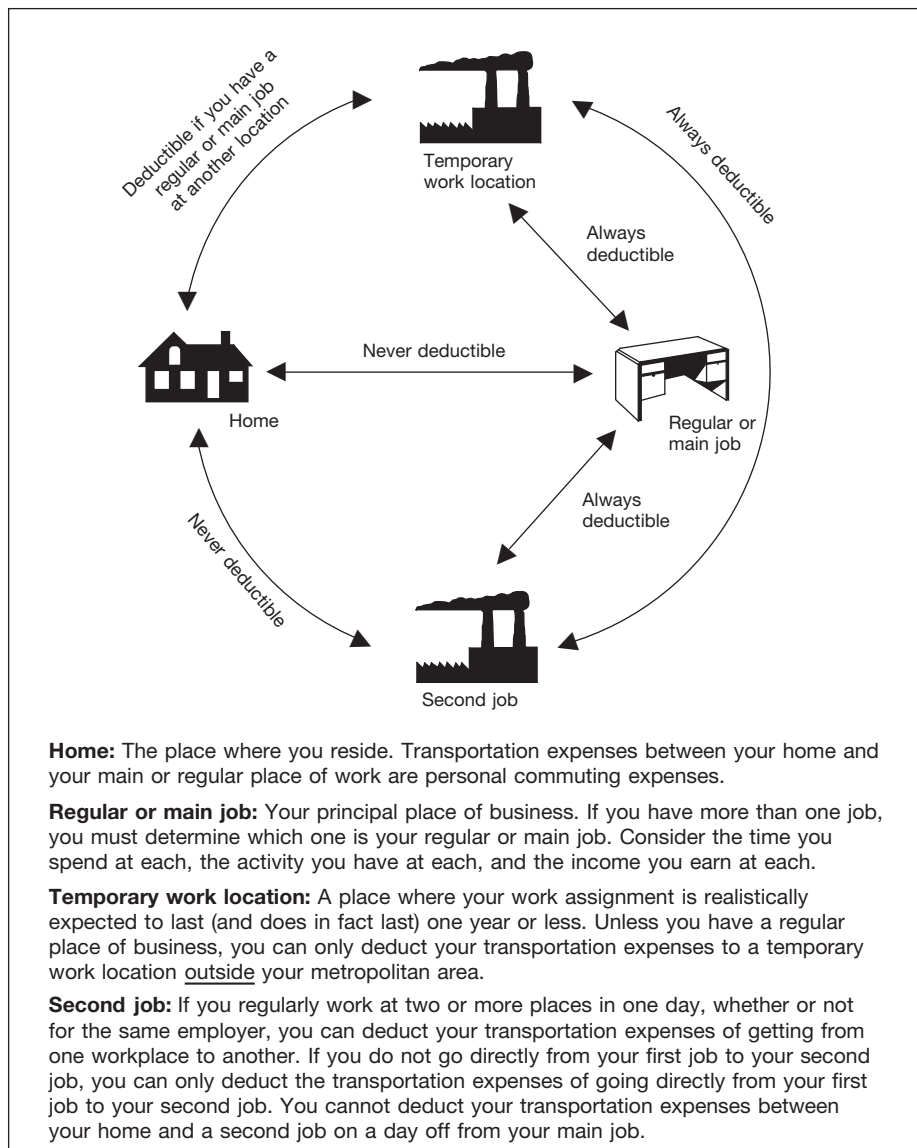 Deductible if you have a
regular or main job
at another location
Temporary
work location
Always deductible
Always
deductible
Never deductible
Home
Regular or
main job
Always
deductible
Never deductible
Second job
Home: The place where you reside. Transportation expenses between your home and
your main or regular place of work are personal commuting expenses.
Regular or main job: Your principal place of business. If you have more than one job,
you must determine which one is your regular or main job. Consider the time you
spend at each, the activity you have at each, and the income you earn at each.
Temporary work location: A place where your work assignment is realistically
expected to last (and does in fact last) one year or less. Unless you have a regular
place of business, you can only deduct your transportation expenses to a temporary
work location outside your metropolitan area.
Second job: If you regularly work at two or more places in one day, whether or not
for the same employer, you can deduct your transportation expenses of getting from
one workplace to another. If you do not go directly from your first job to your second
job, you can only deduct the transportation expenses of going directly from your first
job to your second job. You cannot deduct your transportation expenses between
your home and a second job on a day off from your main job.